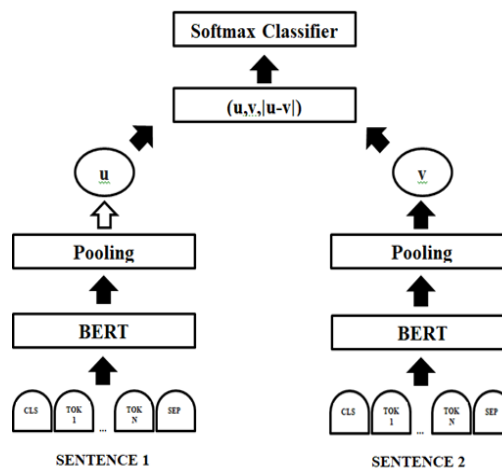 Softmax Classifier
(u,v,|u-v|)
u
v
Pooling
Pooling
BERT
BERT
CLS TOK 1 ... TOK N SEP
CLS TOK 1 ... TOK N SEP
SENTENCE 1
SENTENCE 2